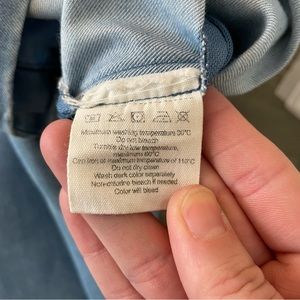 Maximum washing temperature 30°C
Do not bleach
Tumble dry low temperature,
maximum 60°C
Can iron at maximum temperature of 110°C
Do not dry clean
Wash dark color separately
Non-chlorine bleach if needed
Color will bleed